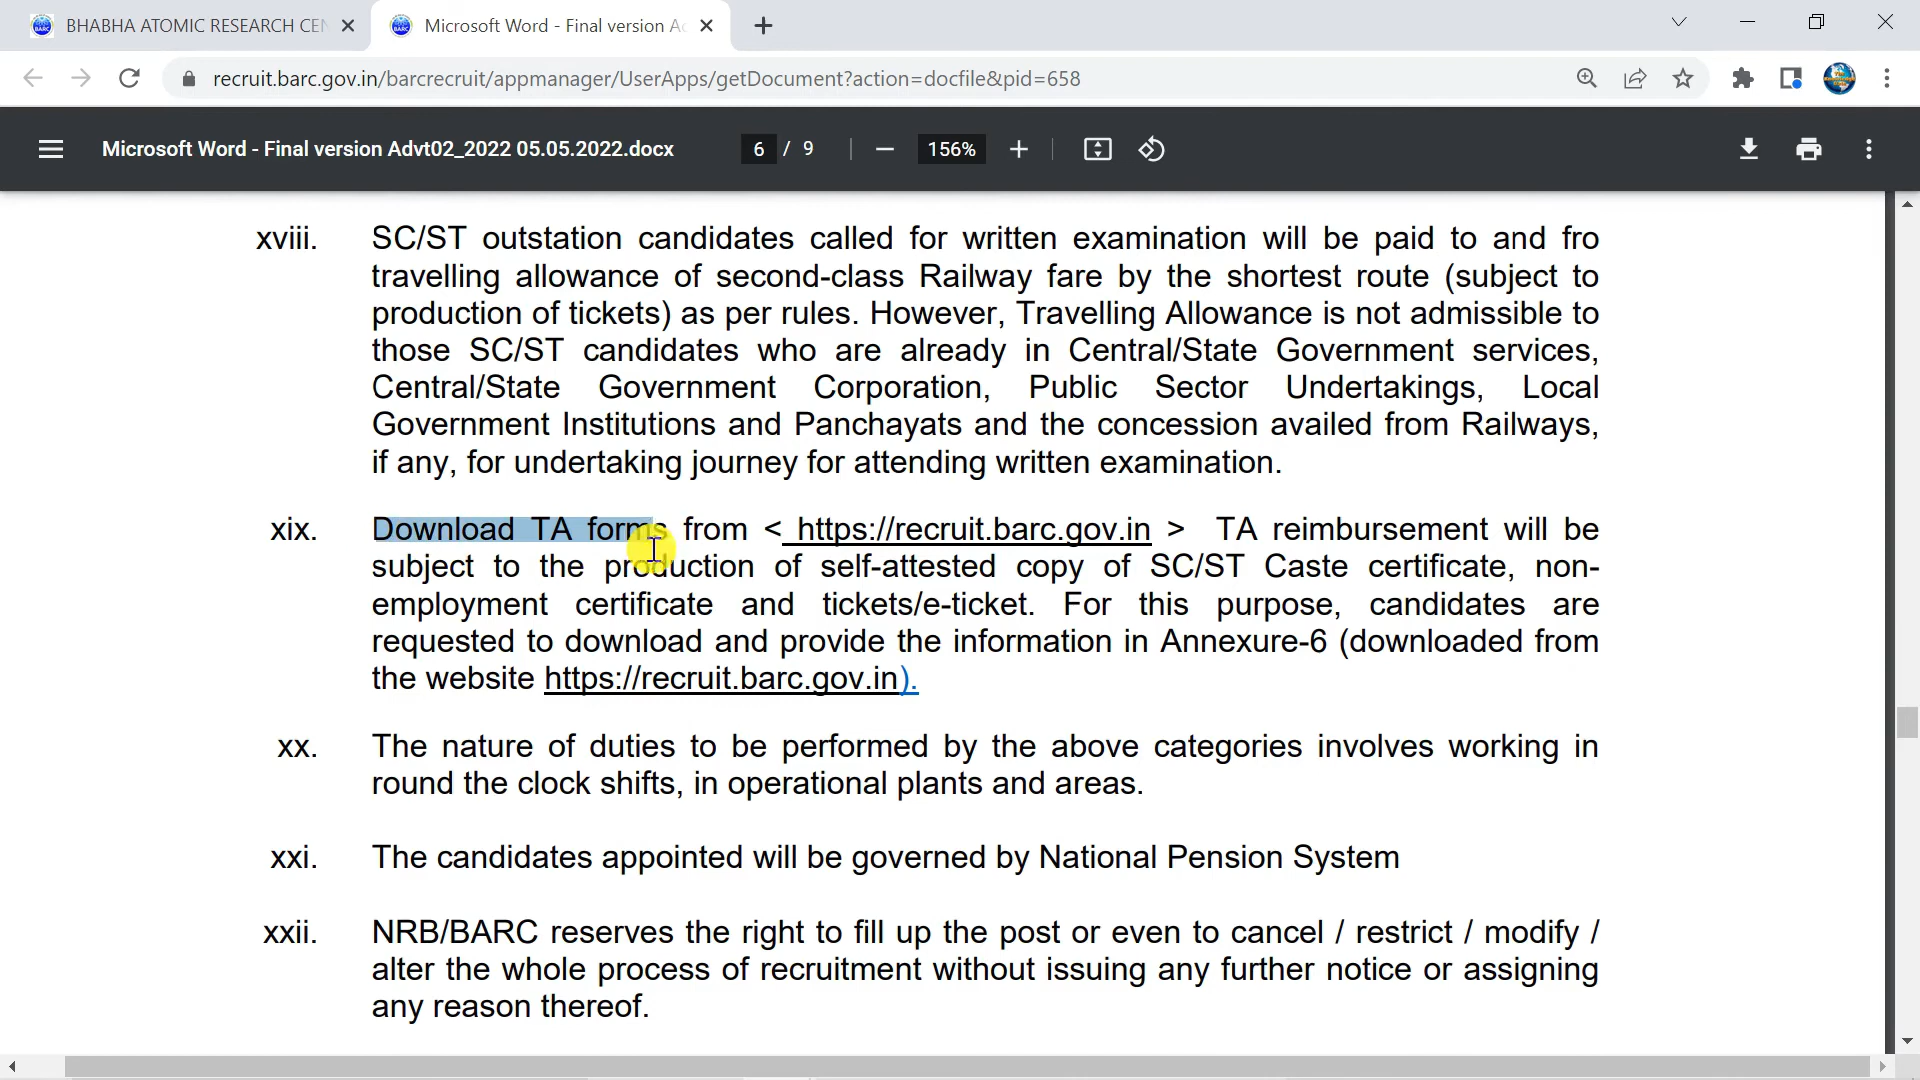 BHABHA ATOMIC RESEARCH CEN
Microsoft Word - Final version Ad
recruit.barc.gov.in/barcrecruit/appmanager/UserApps/getDocument?action=docfile&pid=658
Microsoft Word - Final version Advt02_2022 05.05.2022.docx
6 / 9
156%
xviii. SC/ST outstation candidates called for written examination will be paid to and fro
travelling allowance of second-class Railway fare by the shortest route (subject to
production of tickets) as per rules. However, Travelling Allowance is not admissible to
those SC/ST candidates who are already in Central/State Government services,
Central/State Government Corporation, Public Sector Undertakings, Local
Government Institutions and Panchayats and the concession availed from Railways,
if any, for undertaking journey for attending written examination.
xix. Download TA forms from < https://recruit.barc.gov.in > TA reimbursement will be
subject to the production of self-attested copy of SC/ST Caste certificate, non-
employment certificate and tickets/e-ticket. For this purpose, candidates are
requested to download and provide the information in Annexure-6 (downloaded from
the website https://recruit.barc.gov.in).
xx. The nature of duties to be performed by the above categories involves working in
round the clock shifts, in operational plants and areas.
xxi. The candidates appointed will be governed by National Pension System
xxii. NRB/BARC reserves the right to fill up the post or even to cancel / restrict / modify /
alter the whole process of recruitment without issuing any further notice or assigning
any reason thereof.